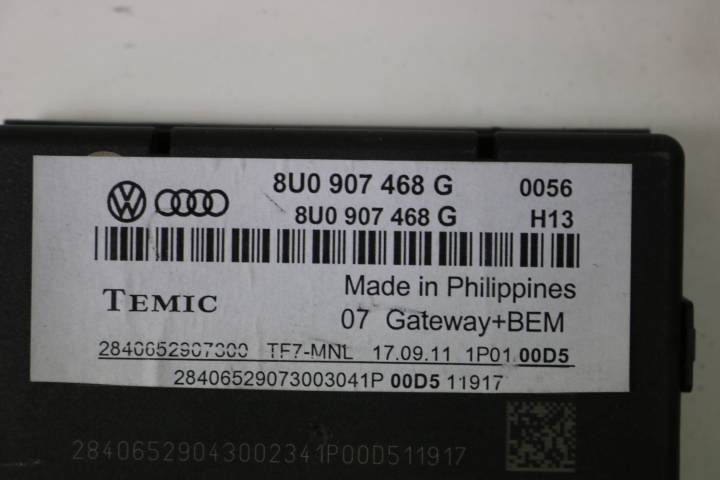 8U0 907 468 G 0056
8U0 907 468 G H13
Made in Philippines
TEMIC
07 Gateway+BEM
2840652907300 TF7-MNL 17.09.11 1P01 00D5
28406529073003041P 00D5 11917
28406529043002341P00D511917